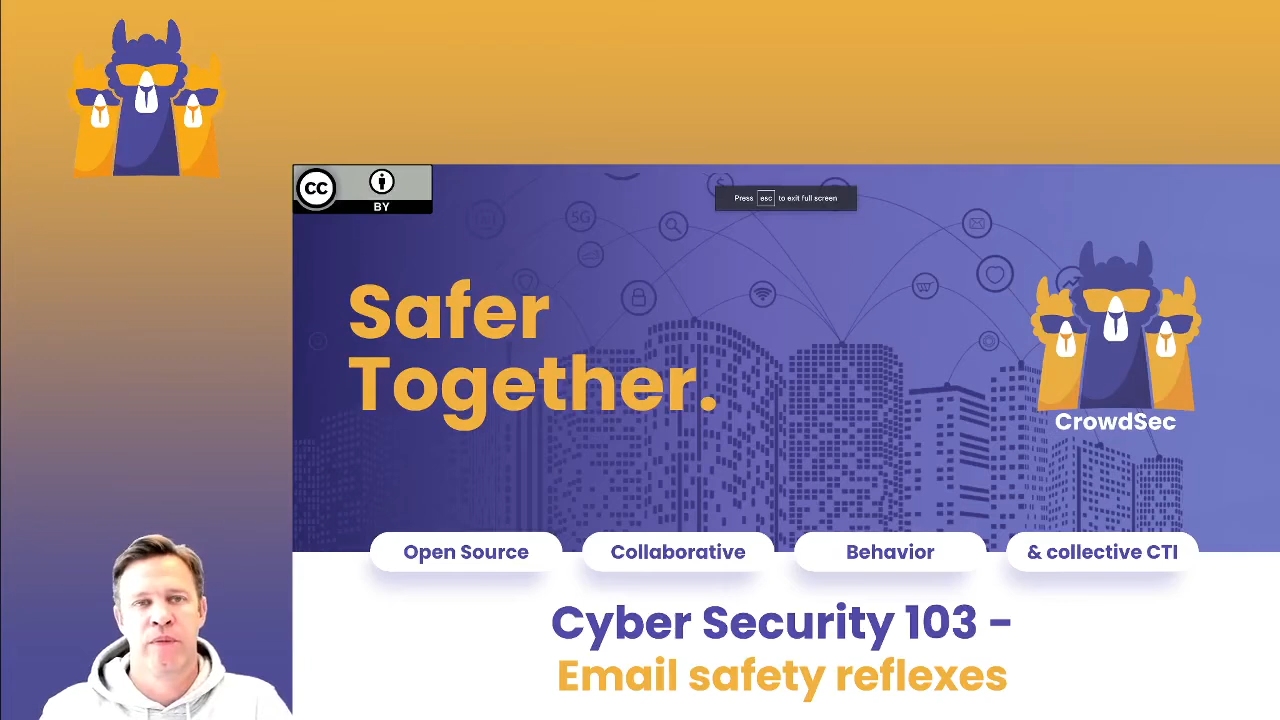 CC
BY
Press esc to exit full screen
5G
Safer
Together.
CrowdSec
Open Source
Collaborative
Behavior
& collective CTI
Cyber Security 103 -
Email safety reflexes